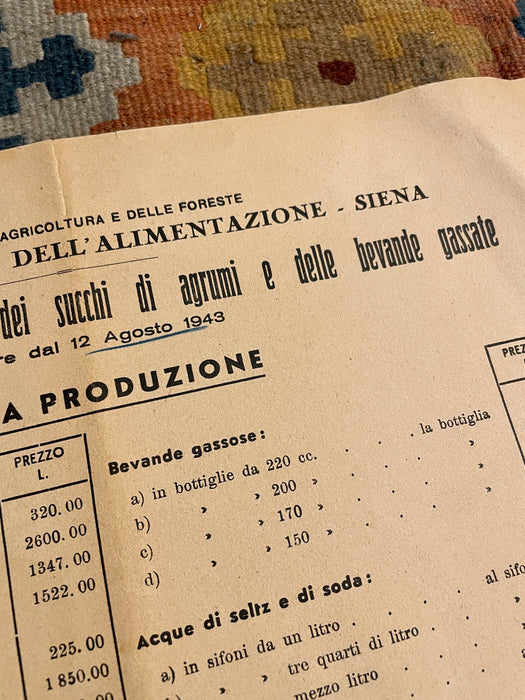 AGRICOLTURA E DELLE FORESTE
DELL'ALIMENTAZIONE - SIENA
dei succhi di agrumi e delle bevande gassate
re dal 12 Agosto 1943
A PRODUZIONE
PREZZO
L.
320.00
2600.00
1347.00
1522.00
225.00
1850.00
Bevande gassose:
a) in bottiglie da 220 cc. . . . la bottiglia
b) » » 200 » . . . . »
c) » » 170 » . . . . »
d) » » 150 » . . . . »
Acque di seltz e di soda:
a) in sifoni da un litro . . . . al sifo
» » tre quarti di litro . . »
mezzo litro . . .
PREZ